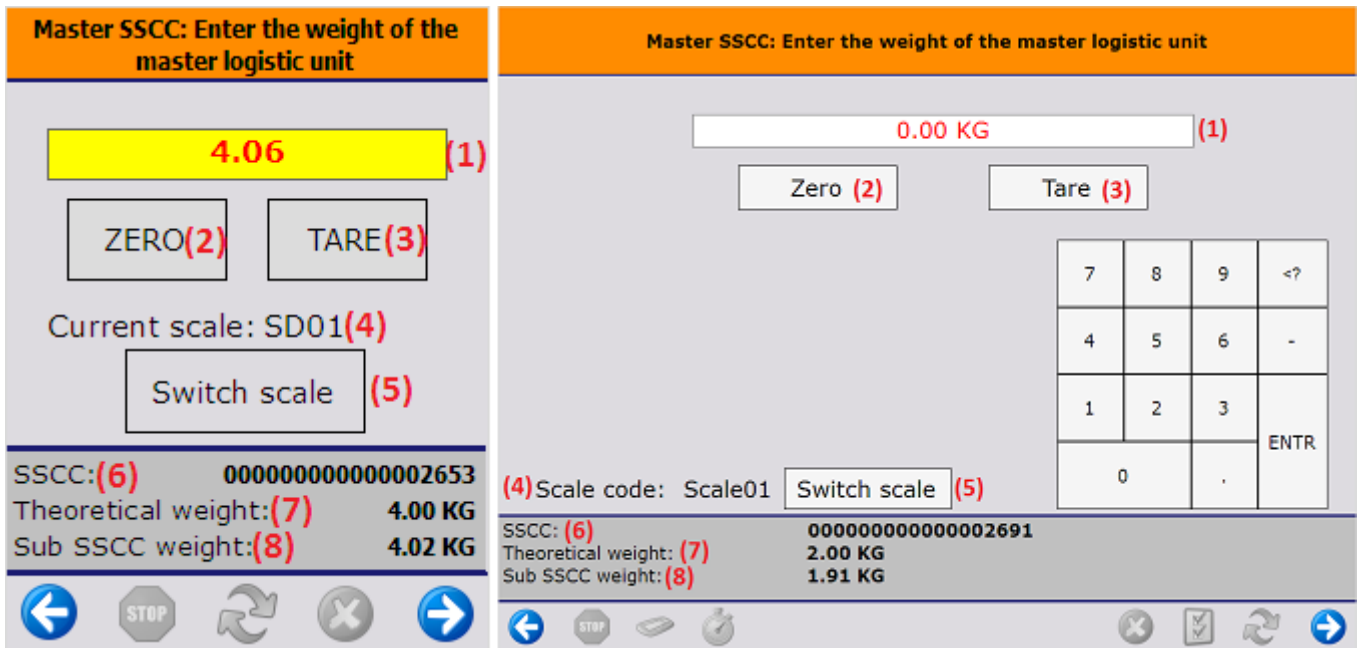 Master SSCC: Enter the weight of the
master logistic unit
4.06 (1)
ZERO(2) TARE(3)
Current scale: SD01(4)
Switch scale (5)
SSCC:(6) 000000000000002653
Theoretical weight:(7) 4.00 KG
Sub SSCC weight:(8) 4.02 KG
STOP
Master SSCC: Enter the weight of the master logistic unit
0.00 KG (1)
Zero (2) Tare (3)
7 8 9 <?
4 5 6 -
1 2 3
ENTR
0 .
(4) Scale code: Scale01 Switch scale (5)
SSCC: (6) 000000000000002691
Theoretical weight: (7) 2.00 KG
Sub SSCC weight: (8) 1.91 KG
STOP